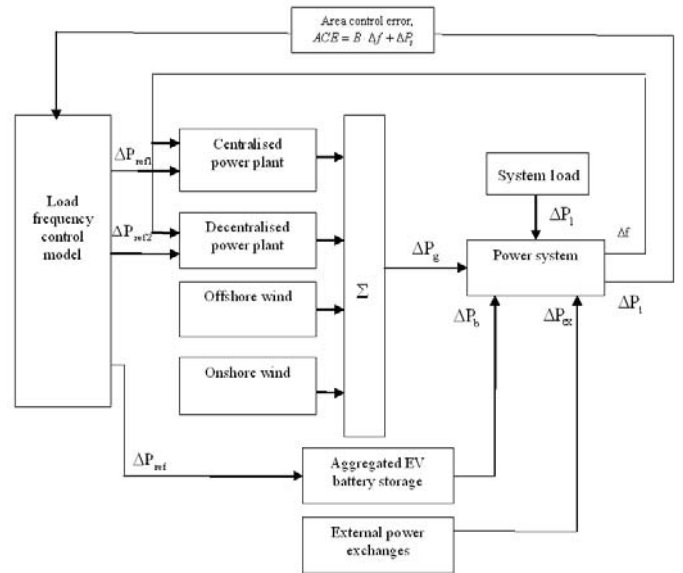 Area control error,
ACE = B · Δf + ΔP_t
Load
frequency
control
model
ΔP_ref1
ΔP_ref2
Centralised
power plant
Decentralised
power plant
Offshore wind
Onshore wind
Σ
ΔP_g
System load
ΔP_l
Power system
Δf
ΔP_t
ΔP_b
ΔP_ex
ΔP_ref
Aggregated EV
battery storage
External power
exchanges